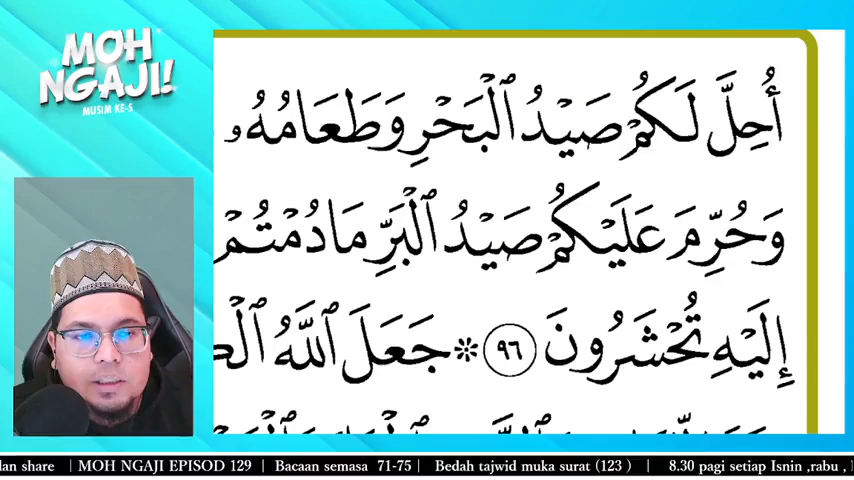 MOH
NGAJI!
MUSIM KE-5
أُحِلَّ لَكُمْ صَيْدُ ٱلْبَحْرِ وَطَعَامُهُۥ
وَحُرِّمَ عَلَيْكُمْ صَيْدُ ٱلْبَرِّ مَا دُمْتُمْ
إِلَيْهِ تُحْشَرُونَ ٩٦ ۞ جَعَلَ ٱللَّهُ
dan share | MOH NGAJI EPISOD 129 | Bacaan semasa 71-75 | Bedah tajwid muka surat (123 ) | 8.30 pagi setiap Isnin ,rabu ,